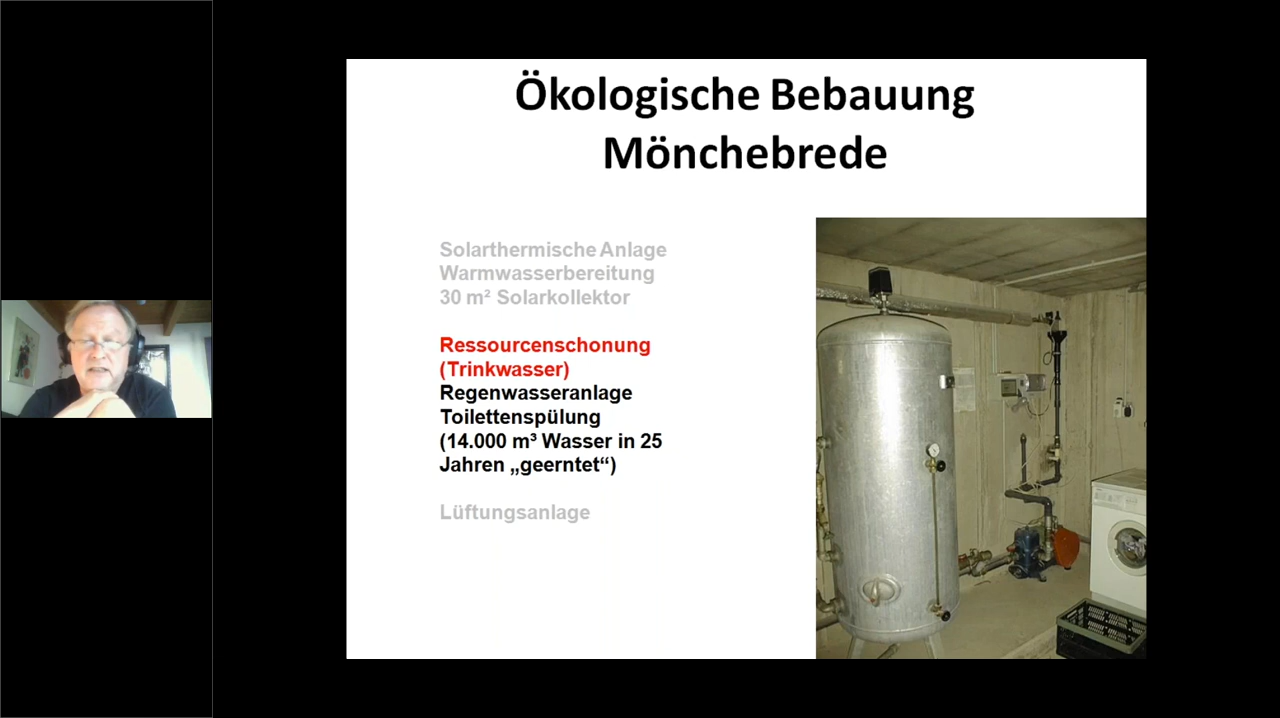 Ökologische Bebauung
Mönchebrede
Solarthermische Anlage
Warmwasserbereitung
30 m² Solarkollektor
Ressourcenschonung
(Trinkwasser)
Regenwasseranlage
Toilettenspülung
(14.000 m³ Wasser in 25
Jahren „geerntet“)
Lüftungsanlage